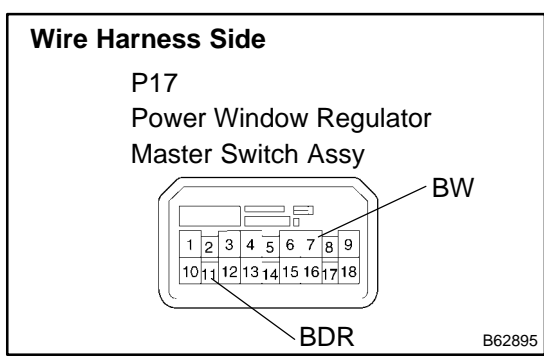 Wire Harness Side
P17
Power Window Regulator
Master Switch Assy
BW
1 2 3 4 5 6 7 8 9
10 11 12 13 14 15 16 17 18
BDR
B62895